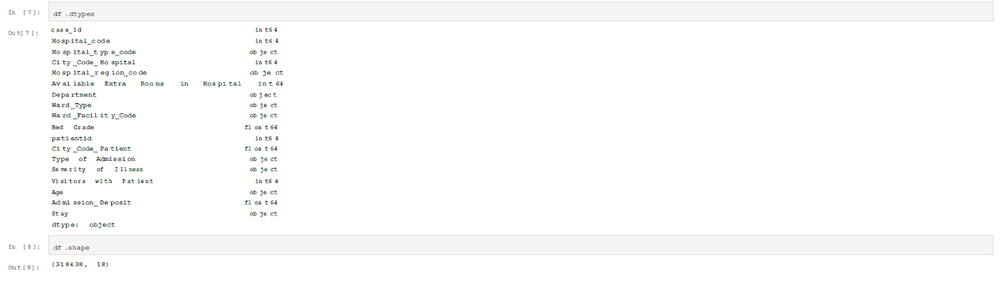 In [7]: df.dtypes
Out[7]:
case_id int64
Hospital_code int64
Hospital_type_code object
City_Code_Hospital int64
Hospital_region_code object
Available Extra Rooms in Hospital int64
Department object
Ward_Type object
Ward_Facility_Code object
Bed Grade float64
patientid int64
City_Code_Patient float64
Type of Admission object
Severity of Illness object
Visitors with Patient int64
Age object
Admission_Deposit float64
Stay object
dtype: object
In [8]: df.shape
Out[8]: (318438, 18)